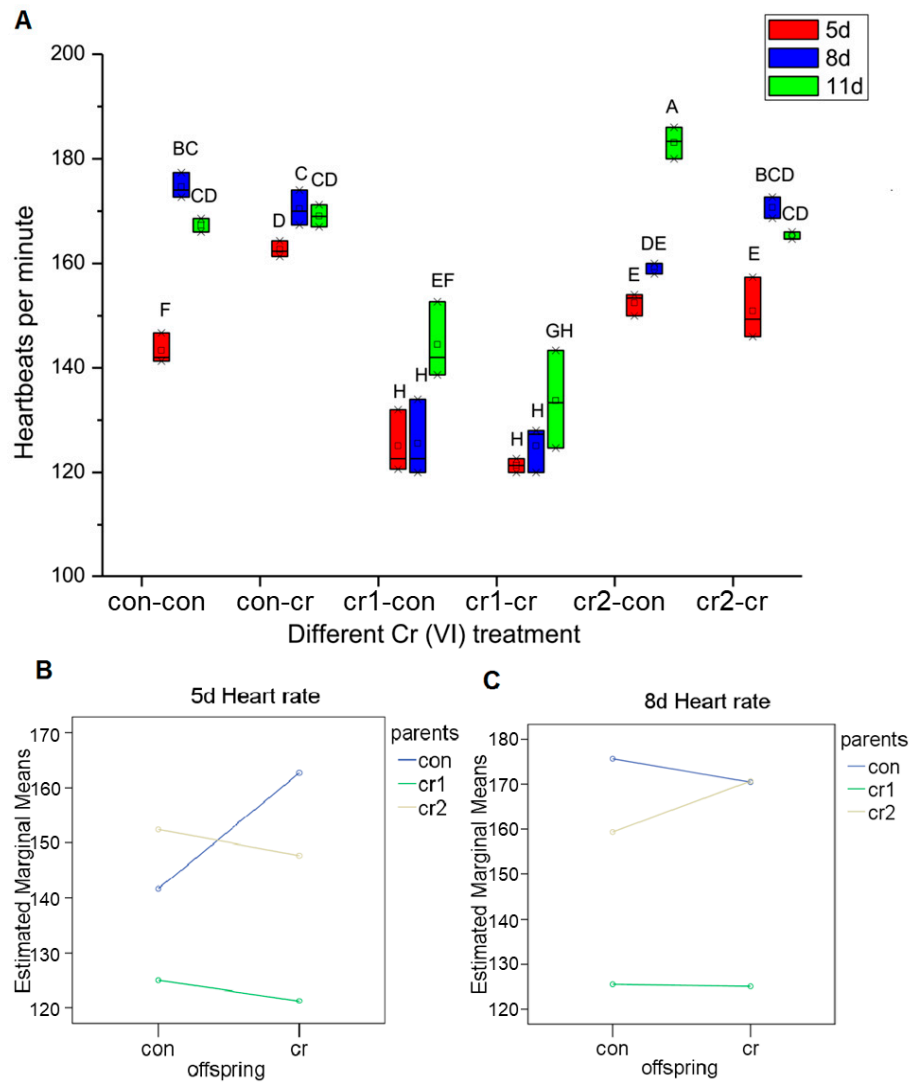 A
200
5d
8d
11d
A
BC
C
BCD
180
CD
CD
CD
D
DE
160
E
E
EF
F
GH
140
H
H
H
H
120
100
Heartbeats per minute
con-con
con-cr
cr1-con
cr1-cr
cr2-con
cr2-cr
Different Cr (VI) treatment
B
5d Heart rate
170
160
150
140
130
120
Estimated Marginal Means
con
cr
offspring
parents
con
cr1
cr2
C
8d Heart rate
180
170
160
150
140
130
120
Estimated Marginal Means
con
cr
offspring
parents
con
cr1
cr2